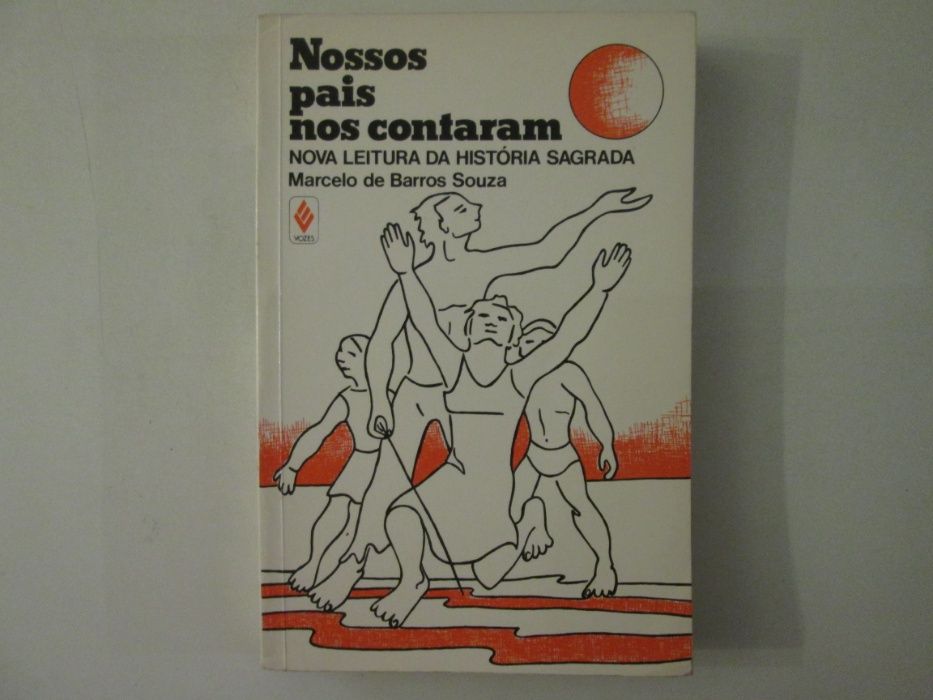 Nossos
pais
nos contaram
NOVA LEITURA DA HISTÓRIA SAGRADA
Marcelo de Barros Souza
VOZES